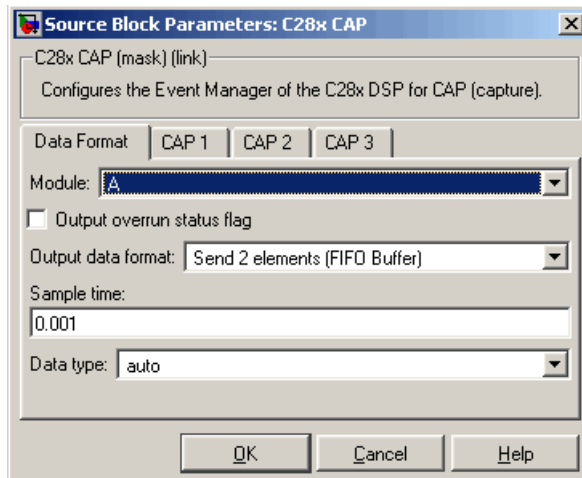 Source Block Parameters: C28x CAP
C28x CAP (mask) (link)
Configures the Event Manager of the C28x DSP for CAP (capture).
Data Format CAP 1 CAP 2 CAP 3
Module: A
Output overrun status flag
Output data format: Send 2 elements (FIFO Buffer)
Sample time:
0.001
Data type: auto
OK Cancel Help